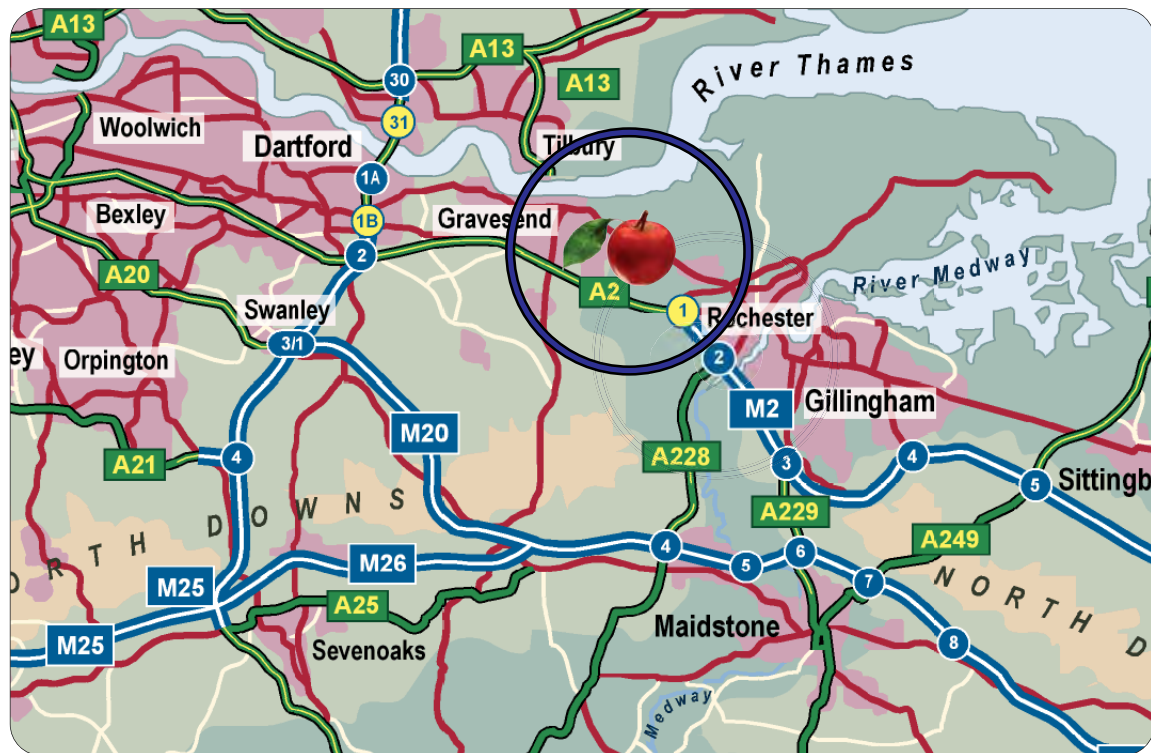 A13
A13
30
A13
River Thames
31
Woolwich
Dartford
Tilbury
1A
Bexley
1B
Gravesend
2
River Medway
A20
A2
Swanley
1
Rochester
3/1
ey
Orpington
2
M2
Gillingham
M20
A21
4
A228
3
4
5
Sittingb
NORTH DOWNS
A229
A249
4
5
6
7
M26
M25
A25
NORTH D
M25
Sevenoaks
Maidstone
8
Medway